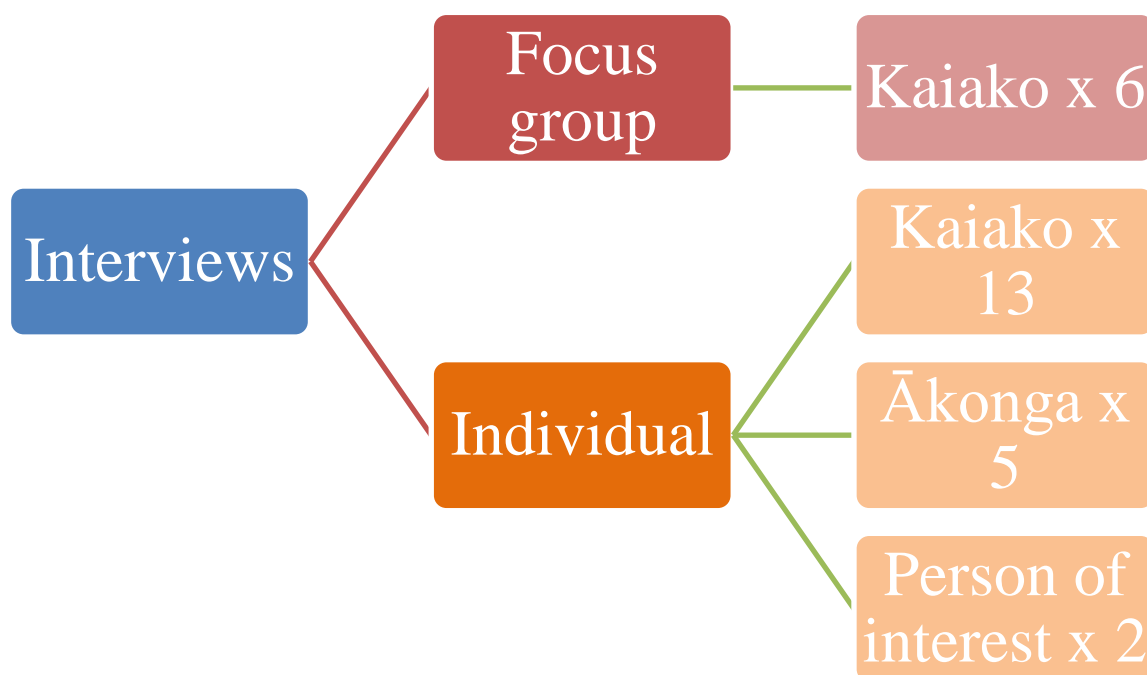 Interviews
Focus
group
Kaiako x 6
Individual
Kaiako x
13
Ākonga x
5
Person of
interest x 2